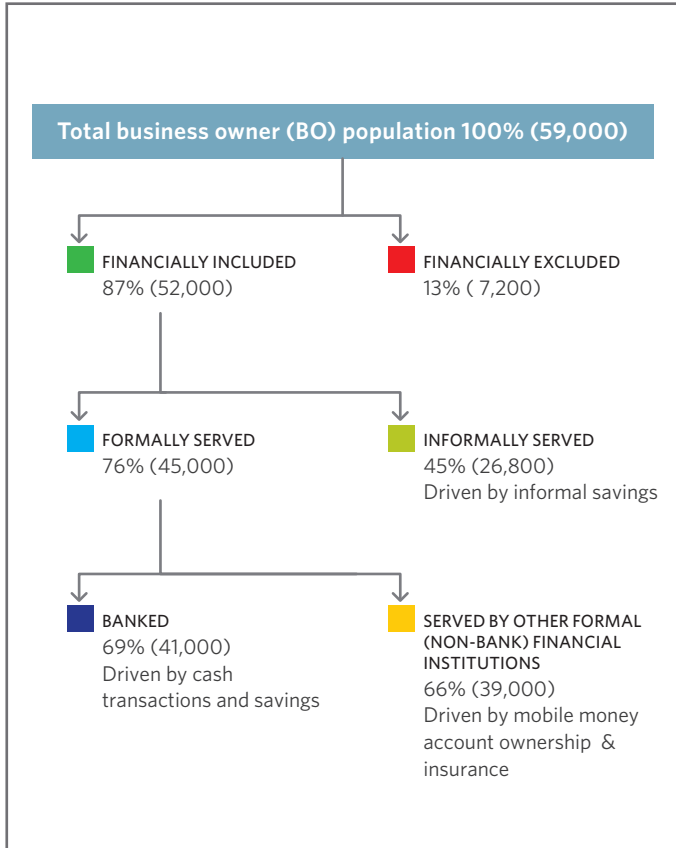 Total business owner (BO) population 100% (59,000)
FINANCIALLY INCLUDED
87% (52,000)
FINANCIALLY EXCLUDED
13% ( 7,200)
FORMALLY SERVED
76% (45,000)
INFORMALLY SERVED
45% (26,800)
Driven by informal savings
BANKED
69% (41,000)
Driven by cash
transactions and savings
SERVED BY OTHER FORMAL
(NON-BANK) FINANCIAL
INSTITUTIONS
66% (39,000)
Driven by mobile money
account ownership &
insurance